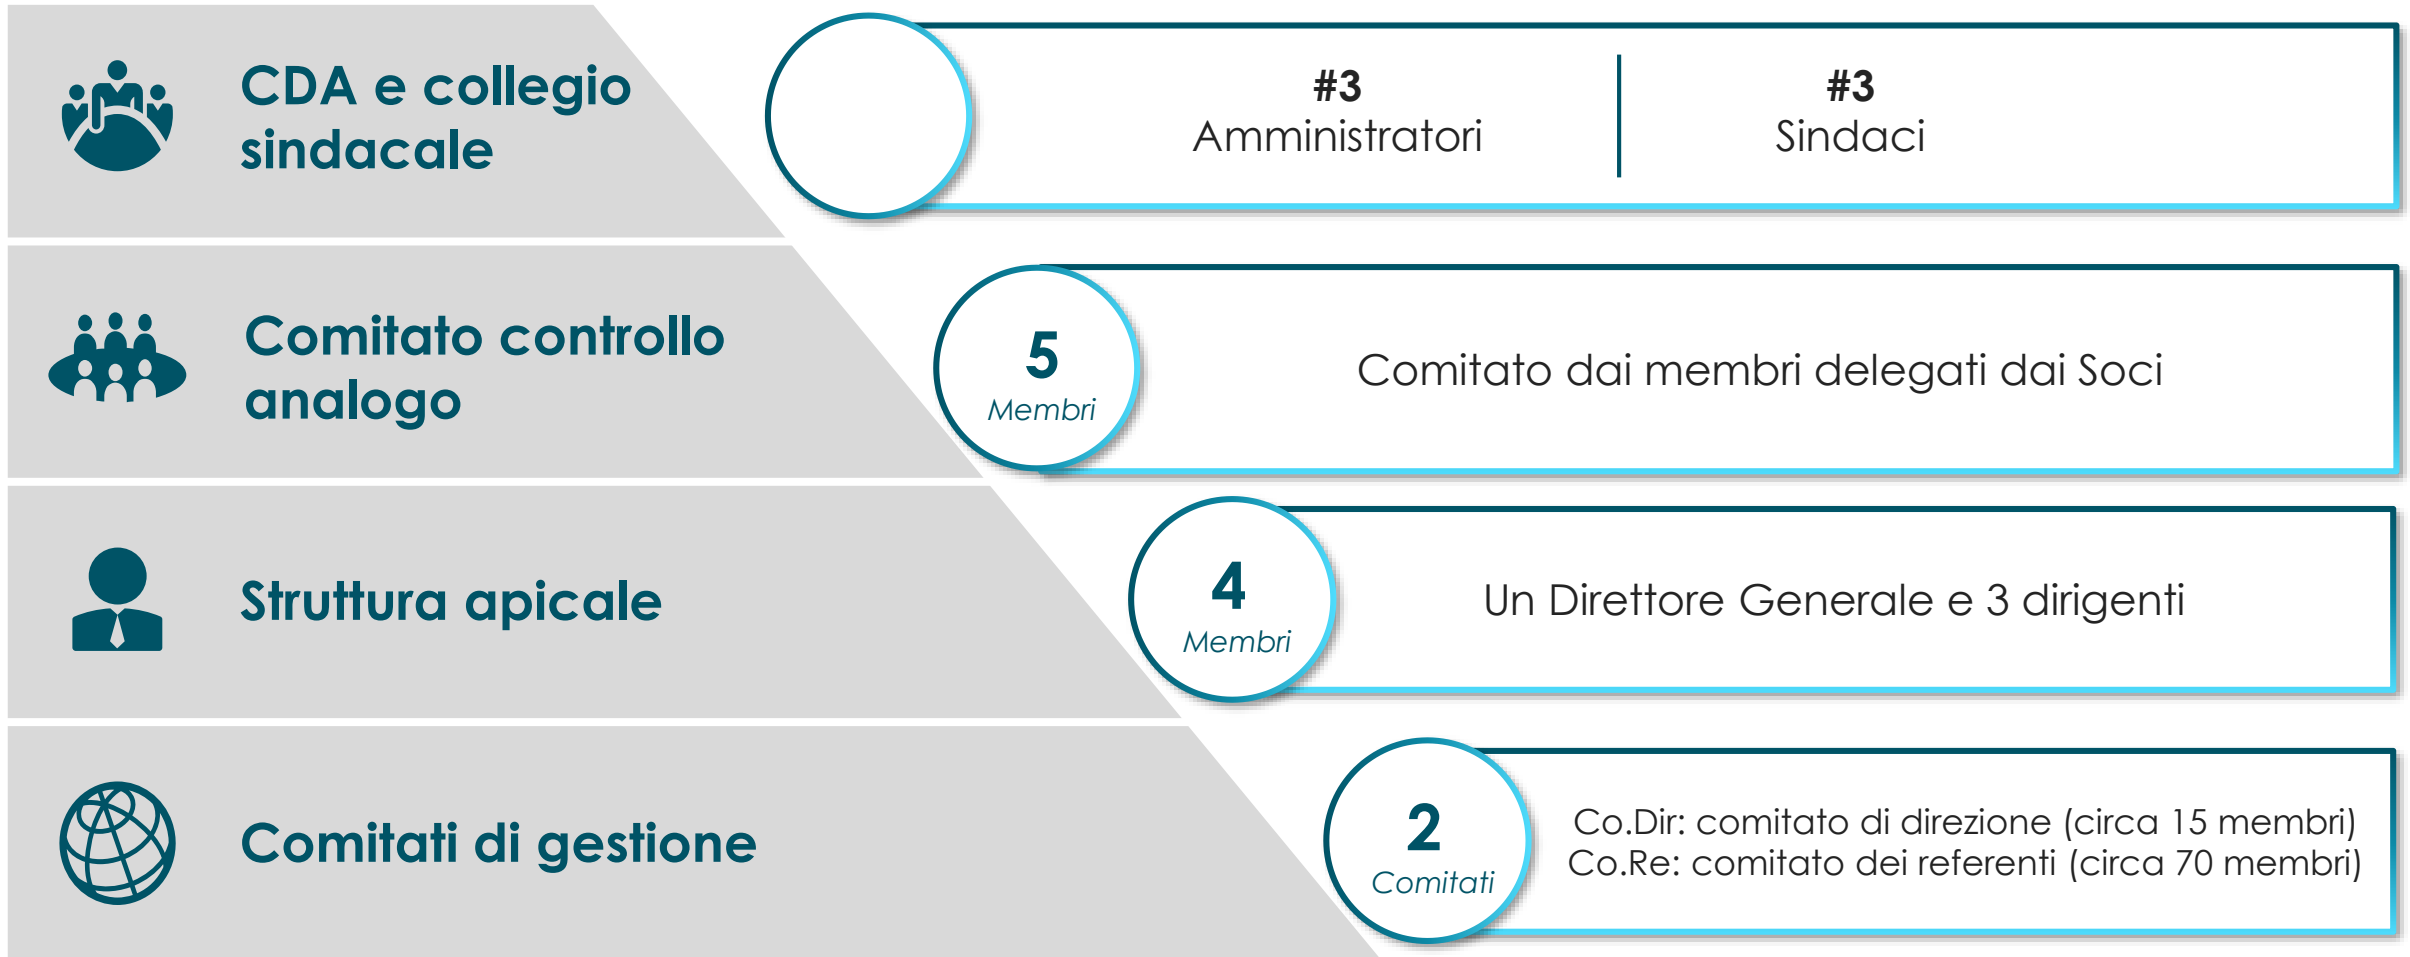 CDA e collegio
sindacale
#3
Amministratori
#3
Sindaci
Comitato controllo
analogo
5
Membri
Comitato dai membri delegati dai Soci
Struttura apicale
4
Membri
Un Direttore Generale e 3 dirigenti
Comitati di gestione
2
Comitati
Co.Dir: comitato di direzione (circa 15 membri)
Co.Re: comitato dei referenti (circa 70 membri)